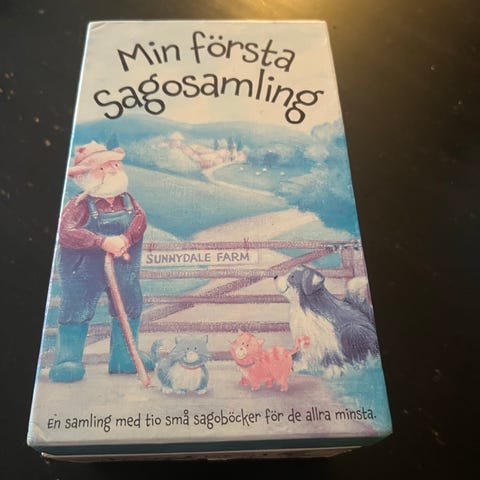 Min första
Sagosamling
SUNNYDALE FARM
En samling med tio små sagoböcker för de allra minsta.